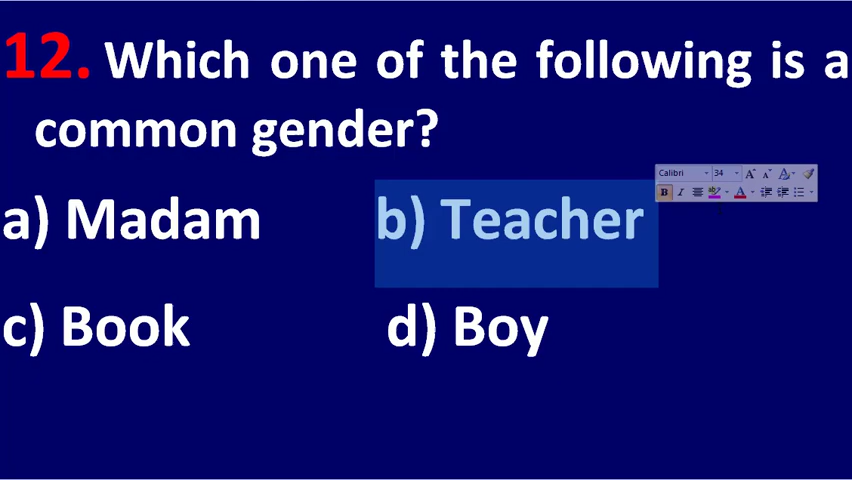 12. Which one of the following is a
common gender?
Calibri 34
B I
a) Madam b) Teacher
c) Book d) Boy